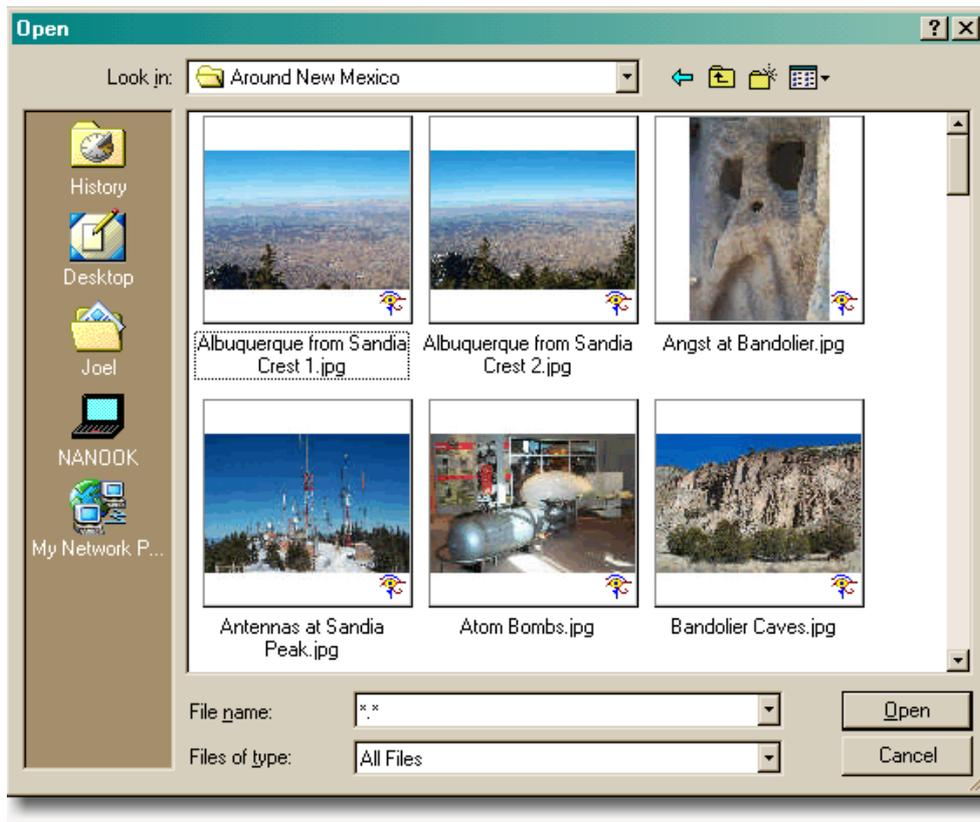 Open
Look in:
Around New Mexico
History
Desktop
Joel
NANOOK
My Network P...
Albuquerque from Sandia
Crest 1.jpg
Albuquerque from Sandia
Crest 2.jpg
Angst at Bandolier.jpg
Antennas at Sandia
Peak.jpg
Atom Bombs.jpg
Bandolier Caves.jpg
File name:
*.*
Open
Files of type:
All Files
Cancel